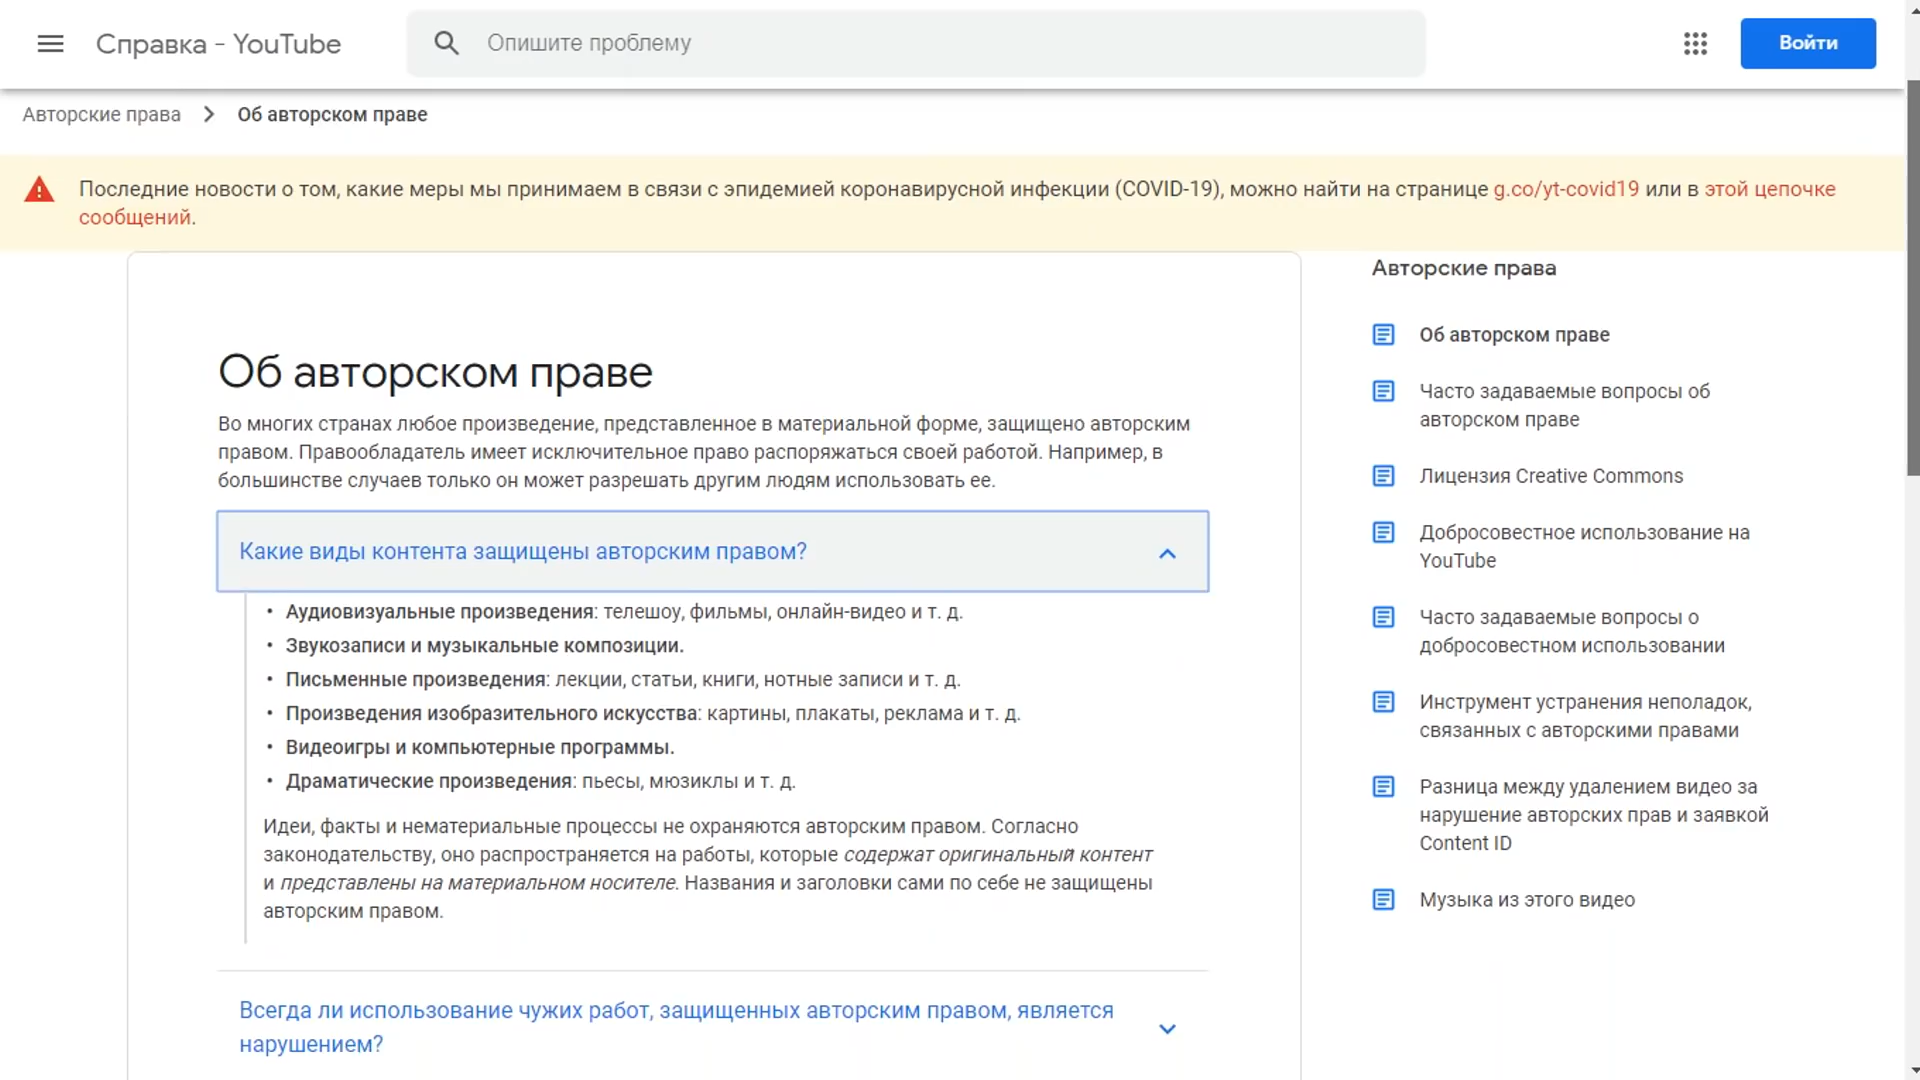 Справка - YouTube
Опишите проблему
Войти
Авторские права
Об авторском праве
Последние новости о том, какие меры мы принимаем в связи с эпидемией коронавирусной инфекции (COVID-19), можно найти на странице g.co/yt-covid19 или в этой цепочке
сообщений.
Об авторском праве
Во многих странах любое произведение, представленное в материальной форме, защищено авторским
правом. Правообладатель имеет исключительное право распоряжаться своей работой. Например, в
большинстве случаев только он может разрешать другим людям использовать ее.
Какие виды контента защищены авторским правом?
• Аудиовизуальные произведения: телешоу, фильмы, онлайн-видео и т. д.
• Звукозаписи и музыкальные композиции.
• Письменные произведения: лекции, статьи, книги, нотные записи и т. д.
• Произведения изобразительного искусства: картины, плакаты, реклама и т. д.
• Видеоигры и компьютерные программы.
• Драматические произведения: пьесы, мюзиклы и т. д.
Идеи, факты и нематериальные процессы не охраняются авторским правом. Согласно
законодательству, оно распространяется на работы, которые содержат оригинальный контент
и представлены на материальном носителе. Названия и заголовки сами по себе не защищены
авторским правом.
Всегда ли использование чужих работ, защищенных авторским правом, является
нарушением?
Авторские права
Об авторском праве
Часто задаваемые вопросы об
авторском праве
Лицензия Creative Commons
Добросовестное использование на
YouTube
Часто задаваемые вопросы о
добросовестном использовании
Инструмент устранения неполадок,
связанных с авторскими правами
Разница между удалением видео за
нарушение авторских прав и заявкой
Content ID
Музыка из этого видео